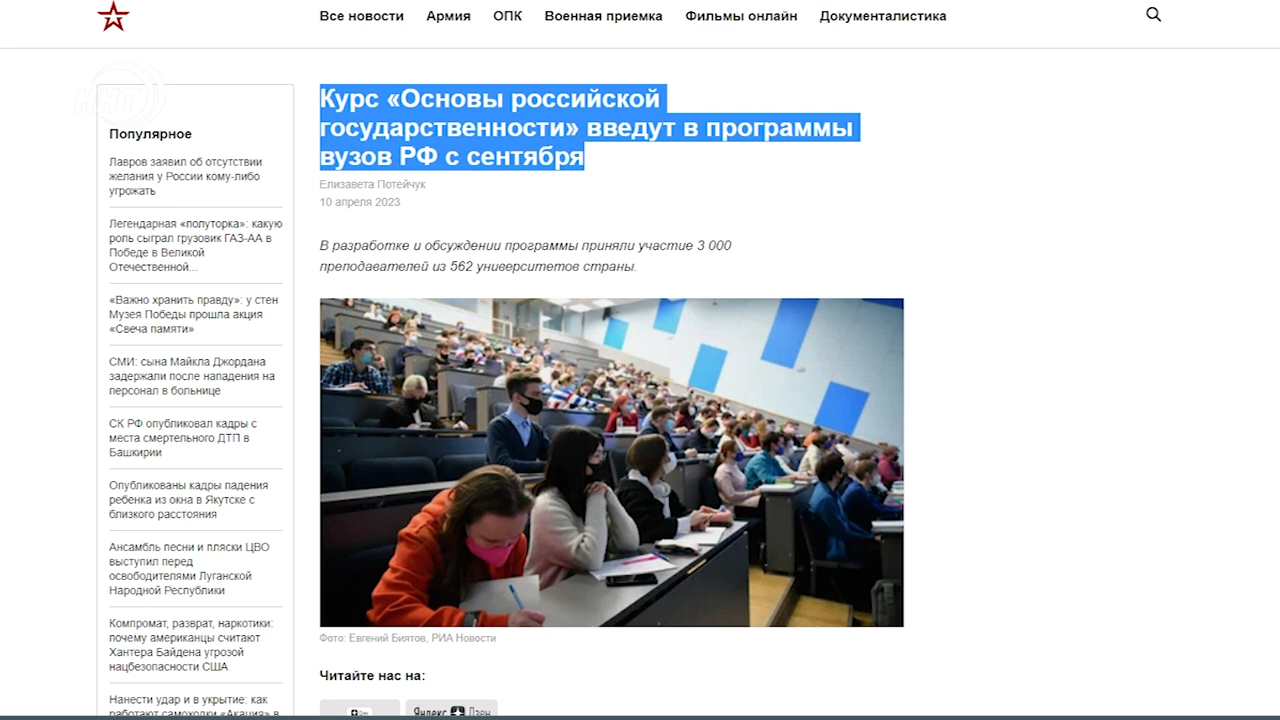 Все новости Армия ОПК Военная приемка Фильмы онлайн Документалистика
ННТ
Популярное
Лавров заявил об отсутствии
желания у России кому-либо
угрожать
Легендарная «полуторка»: какую
роль сыграл грузовик ГАЗ-АА в
Победе в Великой
Отечественной...
«Важно хранить правду»: у стен
Музея Победы прошла акция
«Свеча памяти»
СМИ: сына Майкла Джордана
задержали после нападения на
персонал в больнице
СК РФ опубликовал кадры с
места смертельного ДТП в
Башкирии
Опубликованы кадры падения
ребенка из окна в Якутске с
близкого расстояния
Ансамбль песни и пляски ЦВО
выступил перед
освободителями Луганской
Народной Республики
Компромат, разврат, наркотики:
почему американцы считают
Хантера Байдена угрозой
нацбезопасности США
Нанести удар и в укрытие: как
работают самоходки «Акация» в
Курс «Основы российской
государственности» введут в программы
вузов РФ с сентября
Елизавета Потейчук
10 апреля 2023
В разработке и обсуждении программы приняли участие 3 000
преподавателей из 562 университетов страны.
Фото: Евгений Биятов, РИА Новости
Читайте нас на:
Яндекс Дзен